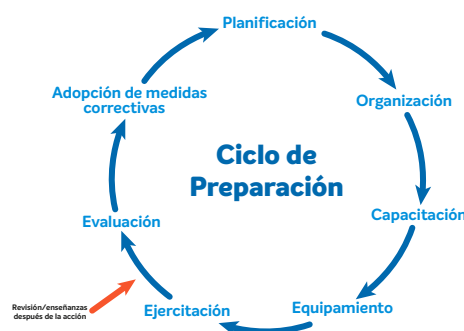 Planificación
Organización
Capacitación
Equipamiento
Ejercitación
Revisión/enseñanzas
después de la acción
Evaluación
Adopción de medidas
correctivas
Ciclo de
Preparación